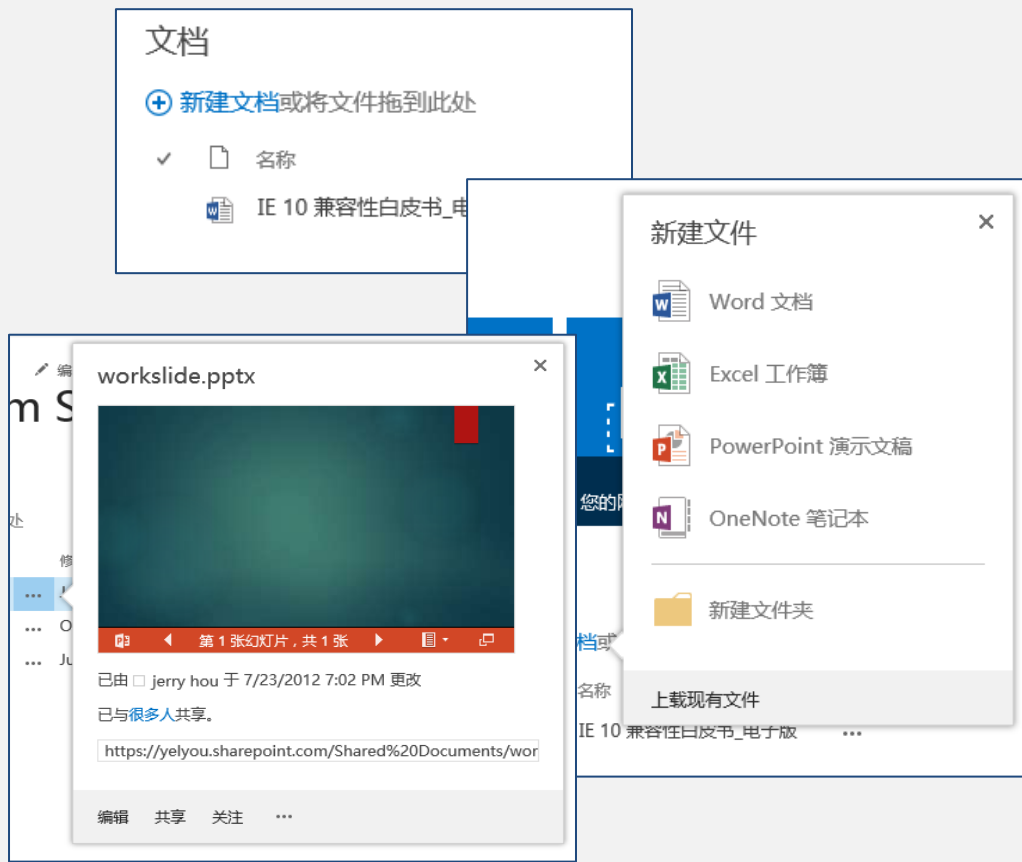 文档
新建文档或将文件拖到此处
名称
IE 10 兼容性白皮书_电
新建文件
Word 文档
Excel 工作簿
PowerPoint 演示文稿
OneNote 笔记本
新建文件夹
上载现有文件
您的
档或
名称
IE 10 兼容性白皮书_电子版 ...
编
m S
处
修
...
... O
... Ju
workslide.pptx
第 1 张幻灯片，共 1 张
已由 jerry hou 于 7/23/2012 7:02 PM 更改
已与很多人共享。
https://yelyou.sharepoint.com/Shared%20Documents/wor
编辑 共享 关注 ...